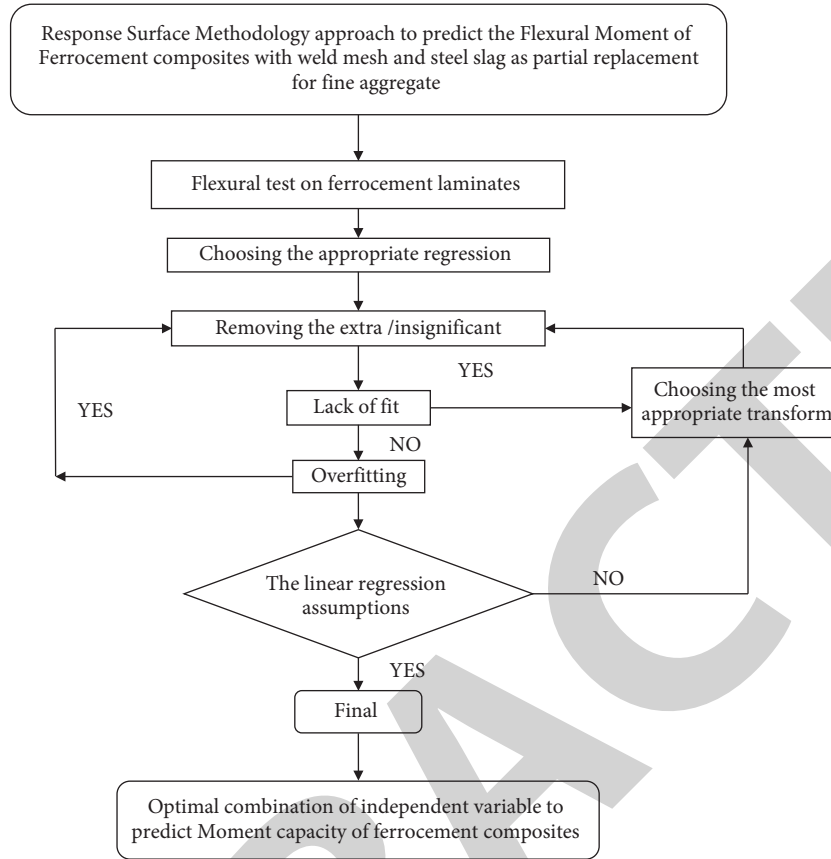 Response Surface Methodology approach to predict the Flexural Moment of
Ferrocement composites with weld mesh and steel slag as partial replacement
for fine aggregate
Flexural test on ferrocement laminates
Choosing the appropriate regression
Removing the extra /insignificant
YES
YES
Choosing the most
appropriate transform
Lack of fit
NO
Overfitting
The linear regression
assumptions
NO
YES
Final
Optimal combination of independent variable to
predict Moment capacity of ferrocement composites